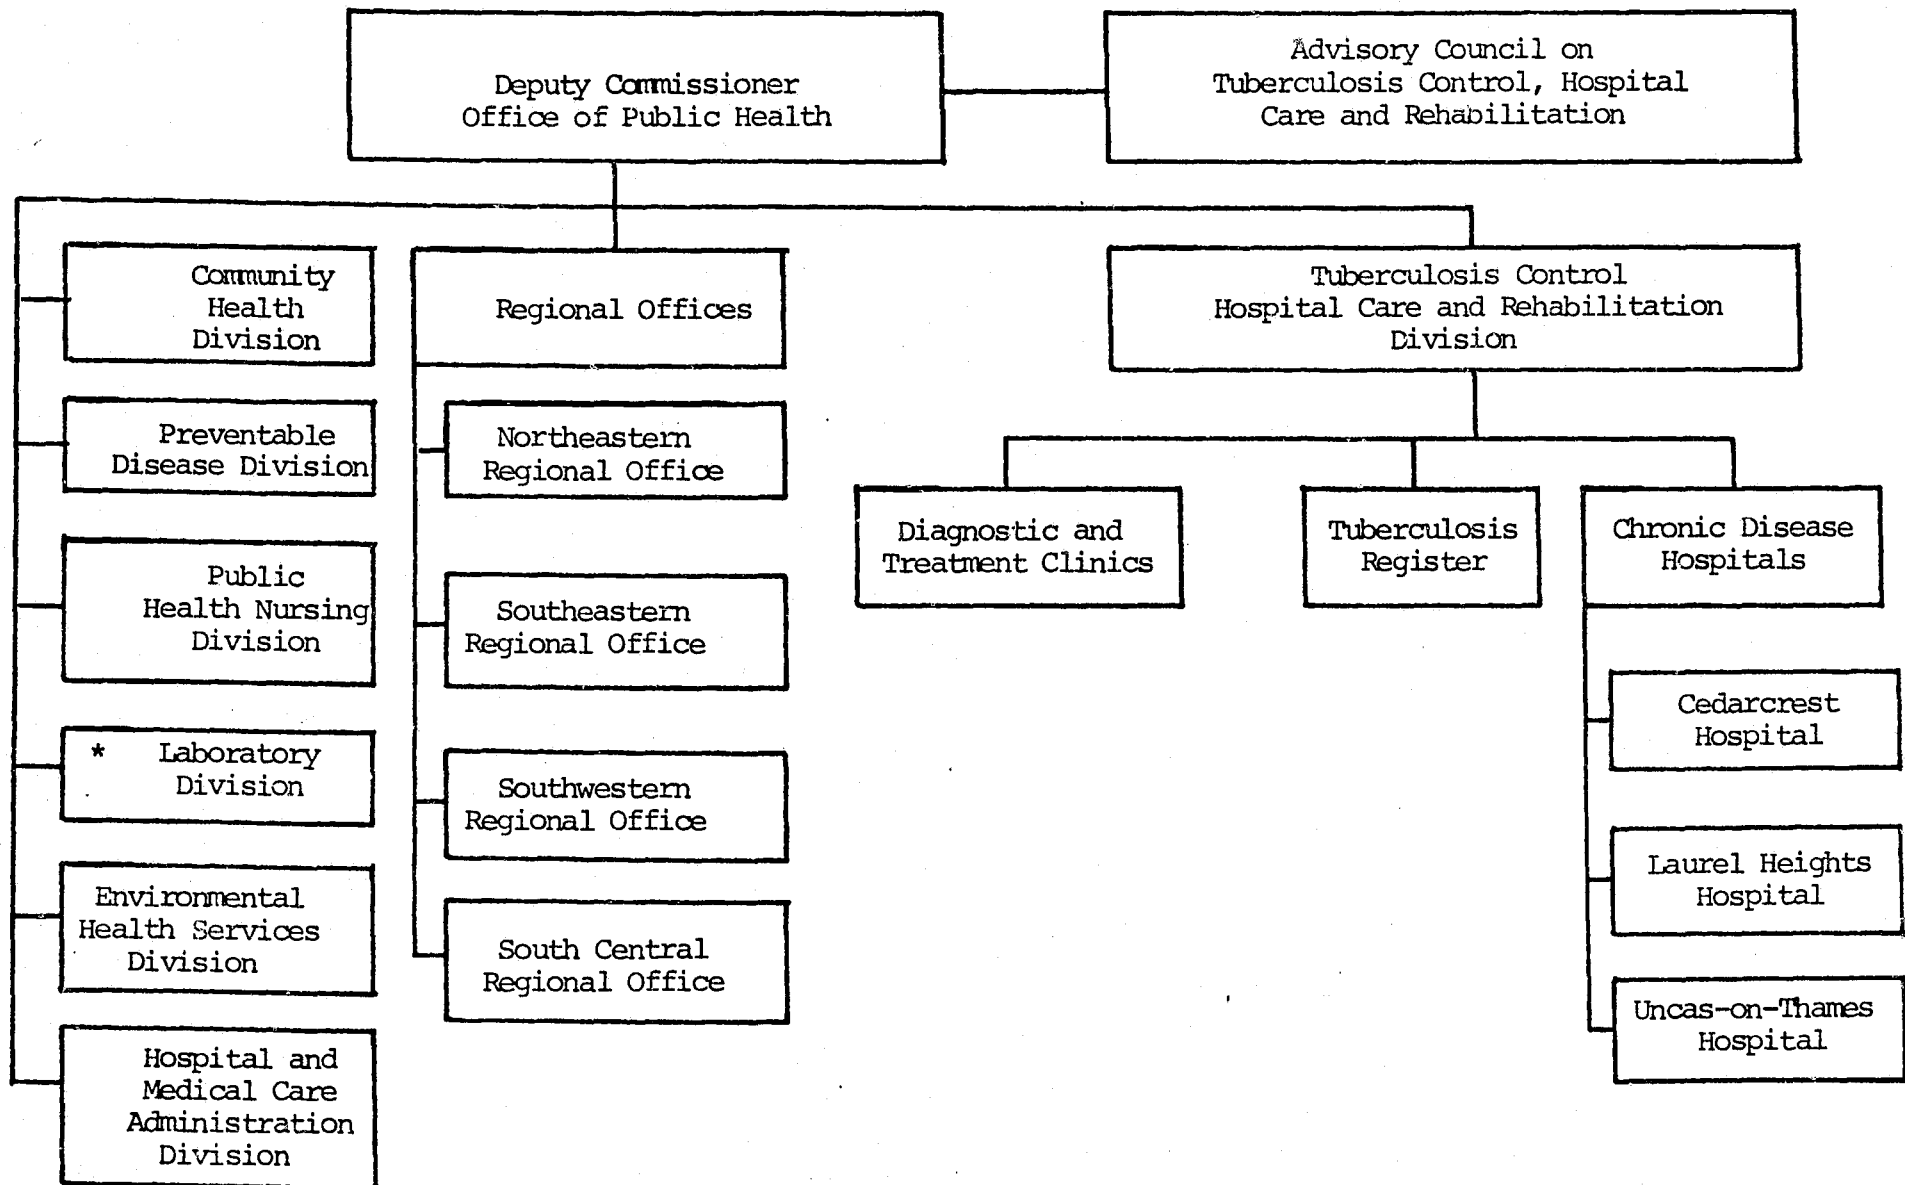 Deputy Commissioner
Office of Public Health
Advisory Council on
Tuberculosis Control, Hospital
Care and Rehabilitation
Community
Health
Division
Preventable
Disease Division
Public
Health Nursing
Division
* Laboratory
Division
Environmental
Health Services
Division
Hospital and
Medical Care
Administration
Division
Regional Offices
Northeastern
Regional Office
Southeastern
Regional Office
Southwestern
Regional Office
South Central
Regional Office
Tuberculosis Control
Hospital Care and Rehabilitation
Division
Diagnostic and
Treatment Clinics
Tuberculosis
Register
Chronic Disease
Hospitals
Cedarcrest
Hospital
Laurel Heights
Hospital
Uncas-on-Thames
Hospital